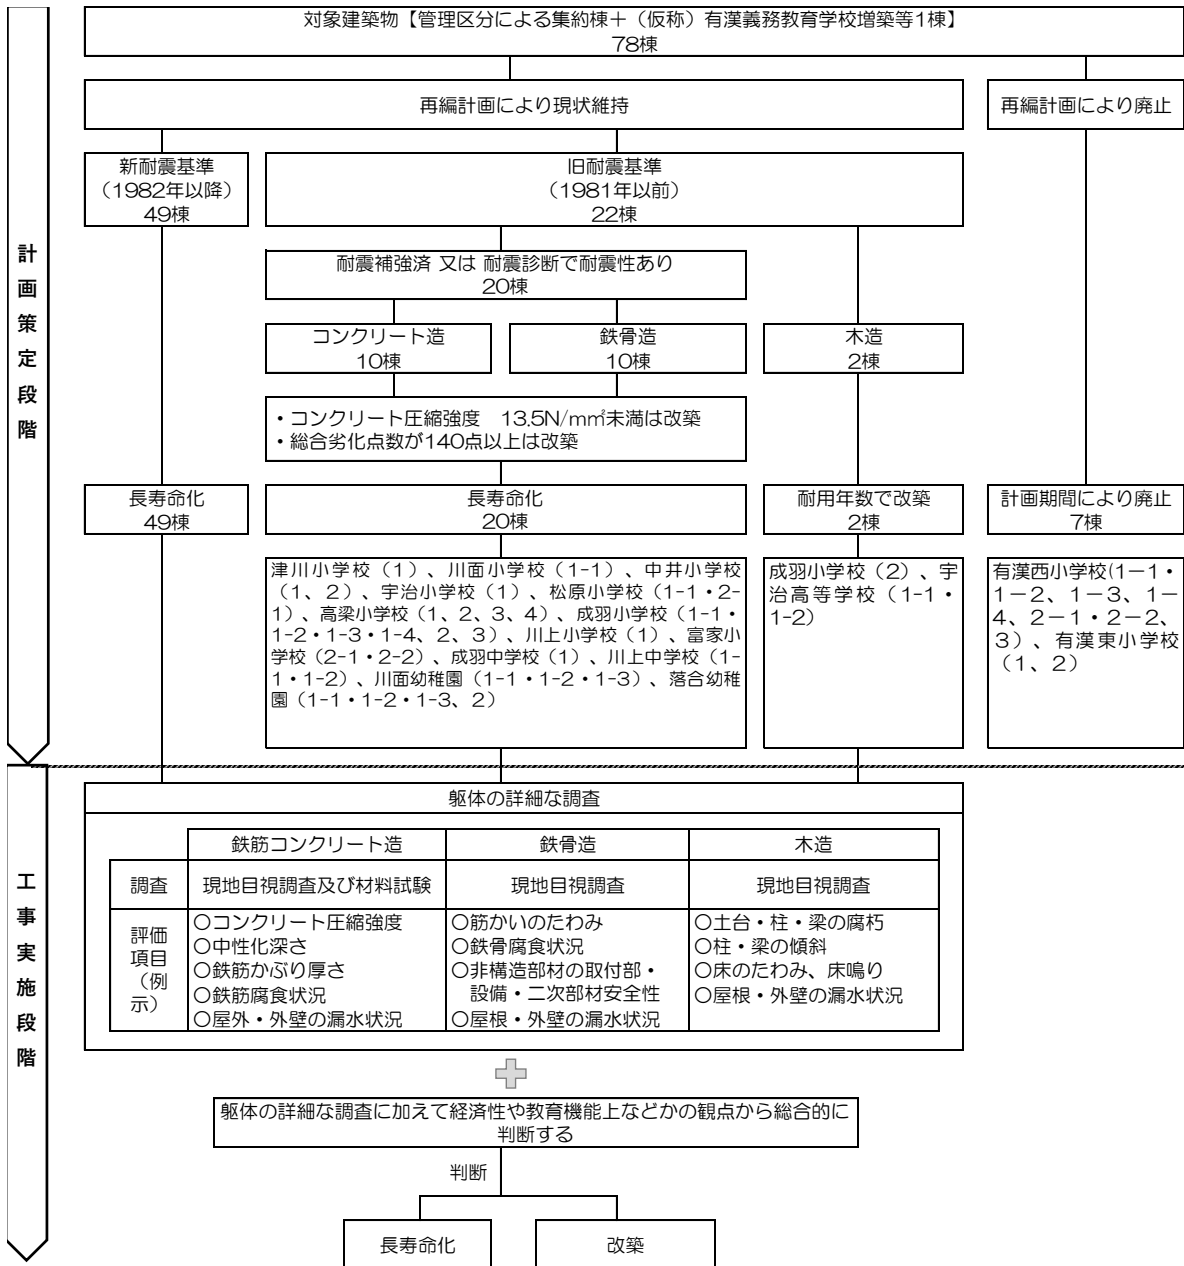 対象建築物【管理区分による集約棟＋（仮称）有漢義務教育学校増築等1棟】
78棟
再編計画により現状維持
再編計画により廃止
新耐震基準
（1982年以降）
49棟
旧耐震基準
（1981年以前）
22棟
計画策定段階
耐震補強済 又は 耐震診断で耐震性あり
20棟
コンクリート造
10棟
鉄骨造
10棟
木造
2棟
・コンクリート圧縮強度　13.5N/m㎡未満は改築
・総合劣化点数が140点以上は改築
長寿命化
49棟
長寿命化
20棟
耐用年数で改築
2棟
計画期間により廃止
7棟
津川小学校（1）、川面小学校（1-1）、中井小学校
（1、2）、宇治小学校（1）、松原小学校（1-1・2-
1）、高梁小学校（1、2、3、4）、成羽小学校（1-1・
1-2・1-3・1-4、2、3）、川上小学校（1）、富家小
学校（2-1・2-2）、成羽中学校（1）、川上中学校（1-
1・1-2）、川面幼稚園（1-1・1-2・1-3）、落合幼稚
園（1-1・1-2・1-3、2）
成羽小学校（2）、宇
治高等学校（1-1・
1-2）
有漢西小学校(1－1・
1－2、1－3、1－
4、2－1・2－2、
3）、有漢東小学校
（1、2）
工事実施段階
躯体の詳細な調査
鉄筋コンクリート造
鉄骨造
木造
調査
現地目視調査及び材料試験
現地目視調査
現地目視調査
評価
項目
（例
示）
○コンクリート圧縮強度
○中性化深さ
○鉄筋かぶり厚さ
○鉄筋腐食状況
○屋外・外壁の漏水状況
○筋かいのたわみ
○鉄骨腐食状況
○非構造部材の取付部・
設備・二次部材安全性
○屋根・外壁の漏水状況
○土台・柱・梁の腐朽
○柱・梁の傾斜
○床のたわみ、床鳴り
○屋根・外壁の漏水状況
躯体の詳細な調査に加えて経済性や教育機能上などかの観点から総合的に
判断する
判断
長寿命化
改築